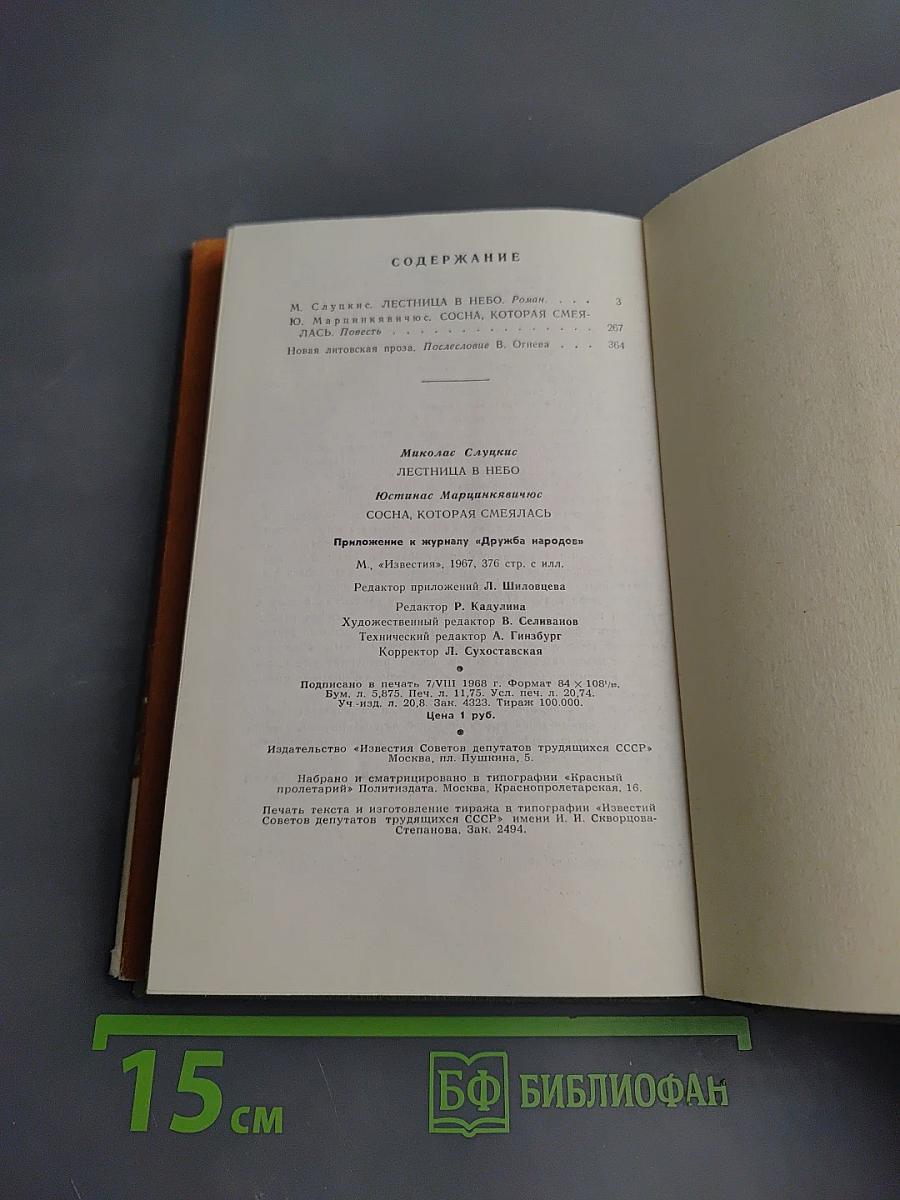 СОДЕРЖАНИЕ
М. Слуцкис. ЛЕСТНИЦА В НЕБО. Роман. . . . 3
Ю. Марцинкявичюс. СОСНА, КОТОРАЯ СМЕЯ-
ЛАСЬ. Повесть . . . . . . . . . . . . . . . 267
Новая литовская проза. Послесловие В. Огнева . . . 364
Миколас Слуцкис
ЛЕСТНИЦА В НЕБО
Юстинас Марцинкявичюс
СОСНА, КОТОРАЯ СМЕЯЛАСЬ
Приложение к журналу «Дружба народов»
М., «Известия», 1967, 376 стр. с илл.
Редактор приложений Л. Шиловцева
Редактор Р. Кадулина
Художественный редактор В. Селиванов
Технический редактор А. Гинзбург
Корректор Л. Сухоставская
Подписано в печать 7/VIII 1968 г. Формат 84 × 108¹/₃₂.
Бум. л. 5,875. Печ. л. 11,75. Усл. печ. л. 20,74.
Уч.-изд. л. 20,8. Зак. 4323. Тираж 100.000.
Цена 1 руб.
Издательство «Известия Советов депутатов трудящихся СССР»
Москва, пл. Пушкина, 5.
Набрано и сматрицировано в типографии «Красный
пролетарий» Политиздата. Москва, Краснопролетарская, 16.
Печать текста и изготовление тиража в типографии «Известий
Советов депутатов трудящихся СССР» имени И. И. Скворцова-
Степанова. Зак. 2494.
15 см
БФ БИБЛИОФАН